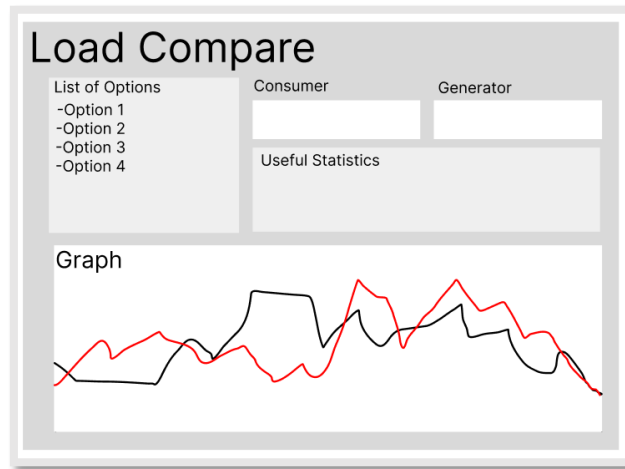 Load Compare
List of Options
-Option 1
-Option 2
-Option 3
-Option 4
Consumer
Generator
Useful Statistics
Graph